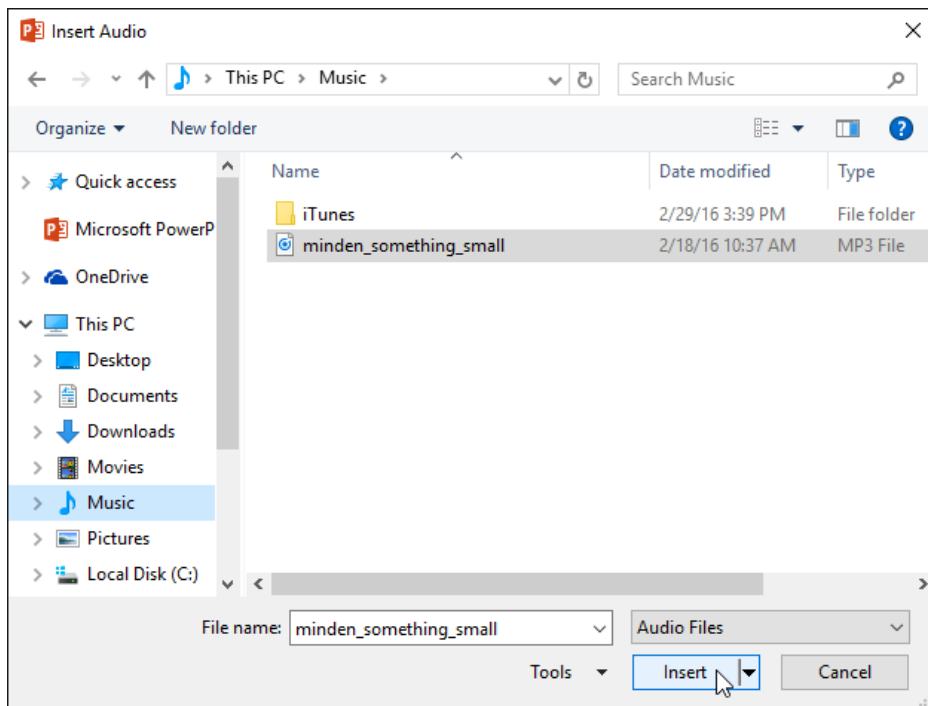 Insert Audio
This PC > Music >
Search Music
Organize
New folder
Name
Date modified
Type
Quick access
Microsoft PowerP
OneDrive
This PC
Desktop
Documents
Downloads
Movies
Music
Pictures
Local Disk (C:)
iTunes 2/29/16 3:39 PM File folder
minden_something_small 2/18/16 10:37 AM MP3 File
File name: minden_something_small
Audio Files
Tools
Insert
Cancel